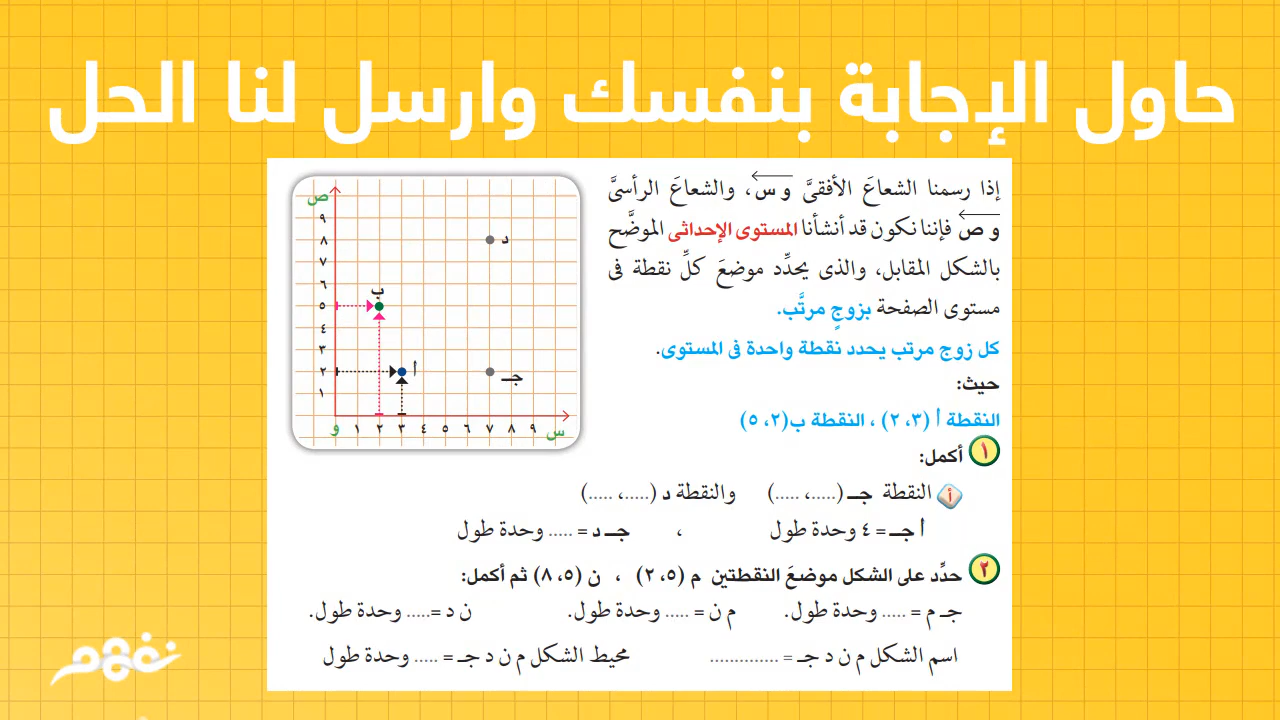 حاول الإجابة بنفسك وارسل لنا الحل
إذا رسمنا الشعاعَ الأفقىَّ و س، والشعاعَ الرأسىَّ
و ص فإننا نكون قد أنشأنا المستوى الإحداثى الموضَّح
بالشكل المقابل، والذى يحدِّد موضعَ كلِّ نقطة فى
مستوى الصفحة بزوجٍ مرتَّب.
كل زوج مرتب يحدد نقطة واحدة فى المستوى.
حيث:
النقطة أ (٣، ٢) ، النقطة ب(٢، ٥)
ص
٩
٨
٧
٦
٥
٤
٣
٢
١
د
ب
أ
جـ
و ١ ٢ ٣ ٤ ٥ ٦ ٧ ٨ ٩ س
١ أكمل:
أ النقطة جـ (.....، .....) والنقطة د (.....، .....)
أ جـ = ٤ وحدة طول ، جـ د = ..... وحدة طول
٢ حدِّد على الشكل موضعَ النقطتين م (٥، ٢) ، ن (٥، ٨) ثم أكمل:
جـ م = ..... وحدة طول. م ن = ..... وحدة طول. ن د =..... وحدة طول.
اسم الشكل م ن د جـ = .............. محيط الشكل م ن د جـ = ..... وحدة طول
نفهم